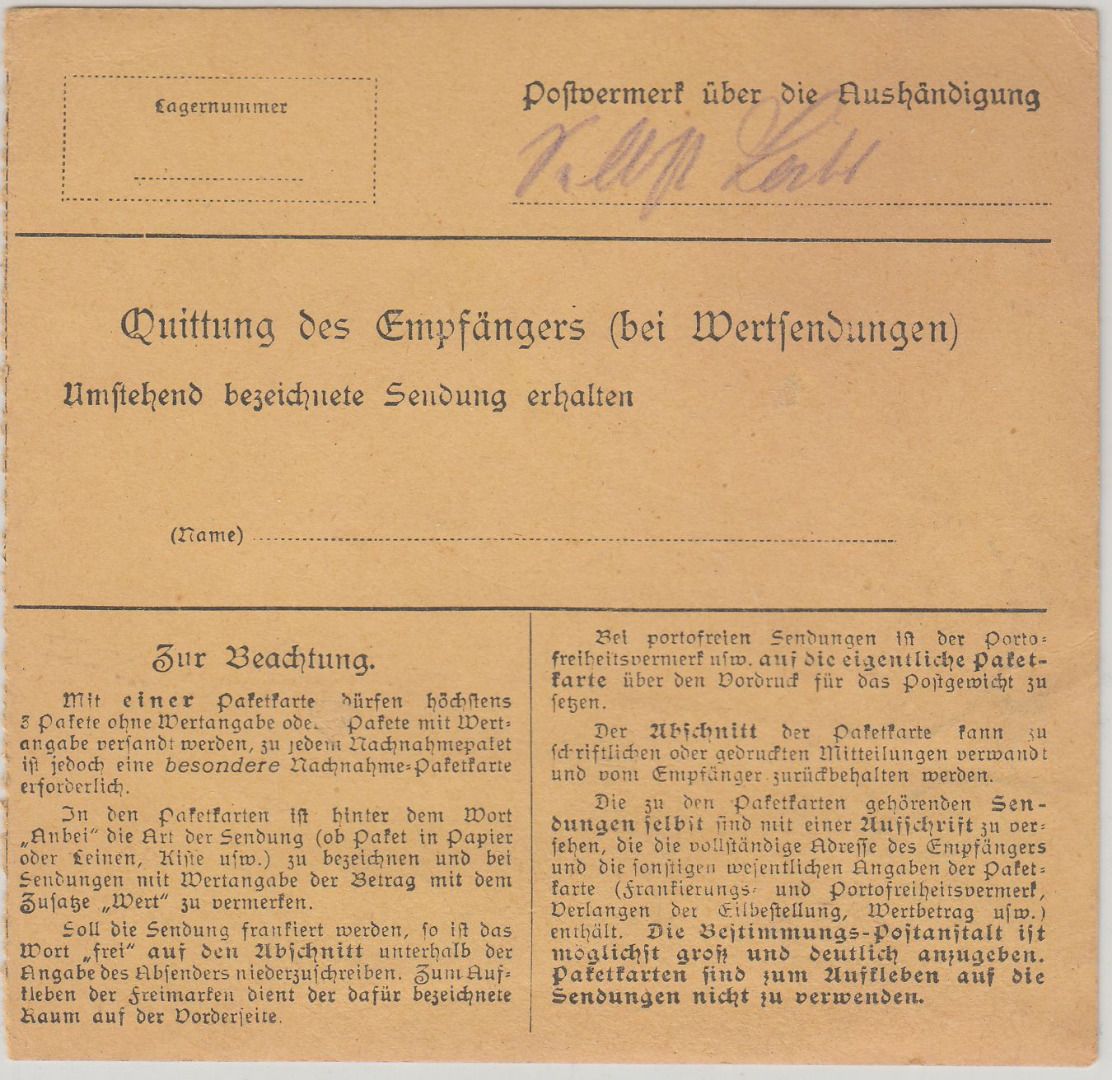 Lagernummer
Postvermerk über die Aushändigung
Selbst
Quittung des Empfängers (bei Wertsendungen)
Umstehend bezeichnete Sendung erhalten
(Name)
Zur Beachtung.
Mit einer Paketkarte dürfen höchstens
3 Pakete ohne Wertangabe oder Pakete mit Wert-
angabe versandt werden, zu jedem Nachnahmepaket
ist jedoch eine besondere Nachnahme-Paketkarte
erforderlich.
In den Paketkarten ist hinter dem Wort
„Anbei" die Art der Sendung (ob Paket in Papier
oder Leinen, Kiste usw.) zu bezeichnen und bei
Sendungen mit Wertangabe der Betrag mit dem
Zusatze „Wert" zu vermerken.
Soll die Sendung frankiert werden, so ist das
Wort „frei" auf den Abschnitt unterhalb der
Angabe des Absenders niederzuschreiben. Zum Auf-
kleben der Freimarken dient der dafür bezeichnete
Raum auf der Vorderseite.
Bei portofreien Sendungen ist der Porto-
freiheitsvermerk usw. auf die eigentliche Paket-
karte über den Vordruck für das Postgewicht zu
setzen.
Der Abschnitt der Paketkarte kann zu
schriftlichen oder gedruckten Mitteilungen verwandt
und vom Empfänger zurückbehalten werden.
Die zu den Paketkarten gehörenden Sen-
dungen selbst sind mit einer Aufschrift zu ver-
sehen, die die vollständige Adresse des Empfängers
und die sonstigen wesentlichen Angaben der Paket-
karte (Frankierungs- und Portofreiheitsvermerk,
Verlangen der Eilbestellung, Wertbetrag usw.)
enthält. Die Bestimmungs-Postanstalt ist
möglichst groß und deutlich anzugeben.
Paketkarten sind zum Aufkleben auf die
Sendungen nicht zu verwenden.